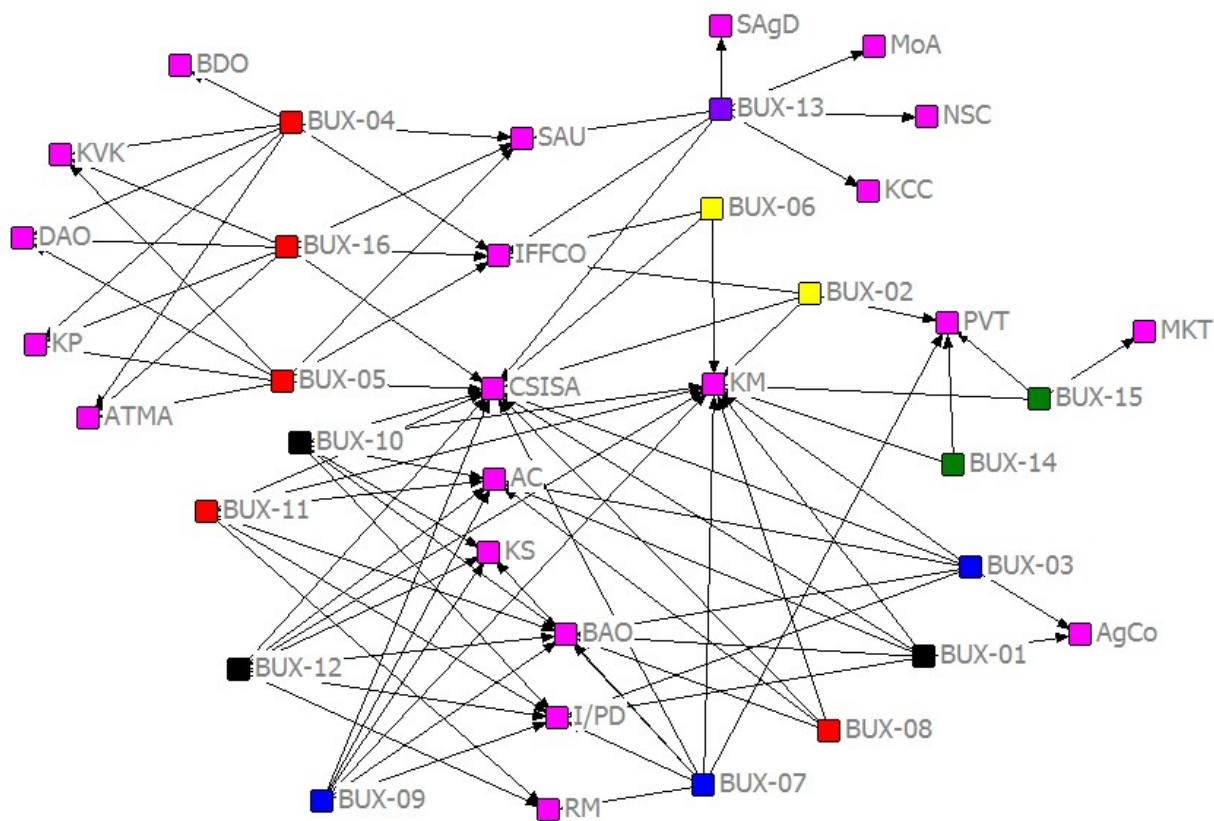 SAgD
MoA
BDO
BUX-13
NSC
BUX-04
SAU
KVK
KCC
BUX-06
DAO
BUX-16
IFFCO
BUX-02
PVT
MKT
KP
BUX-05
CSISA
KM
BUX-15
ATMA
BUX-10
BUX-14
AC
BUX-11
KS
BUX-03
BAO
AgCo
BUX-12
BUX-01
I/PD
BUX-08
BUX-07
BUX-09
RM